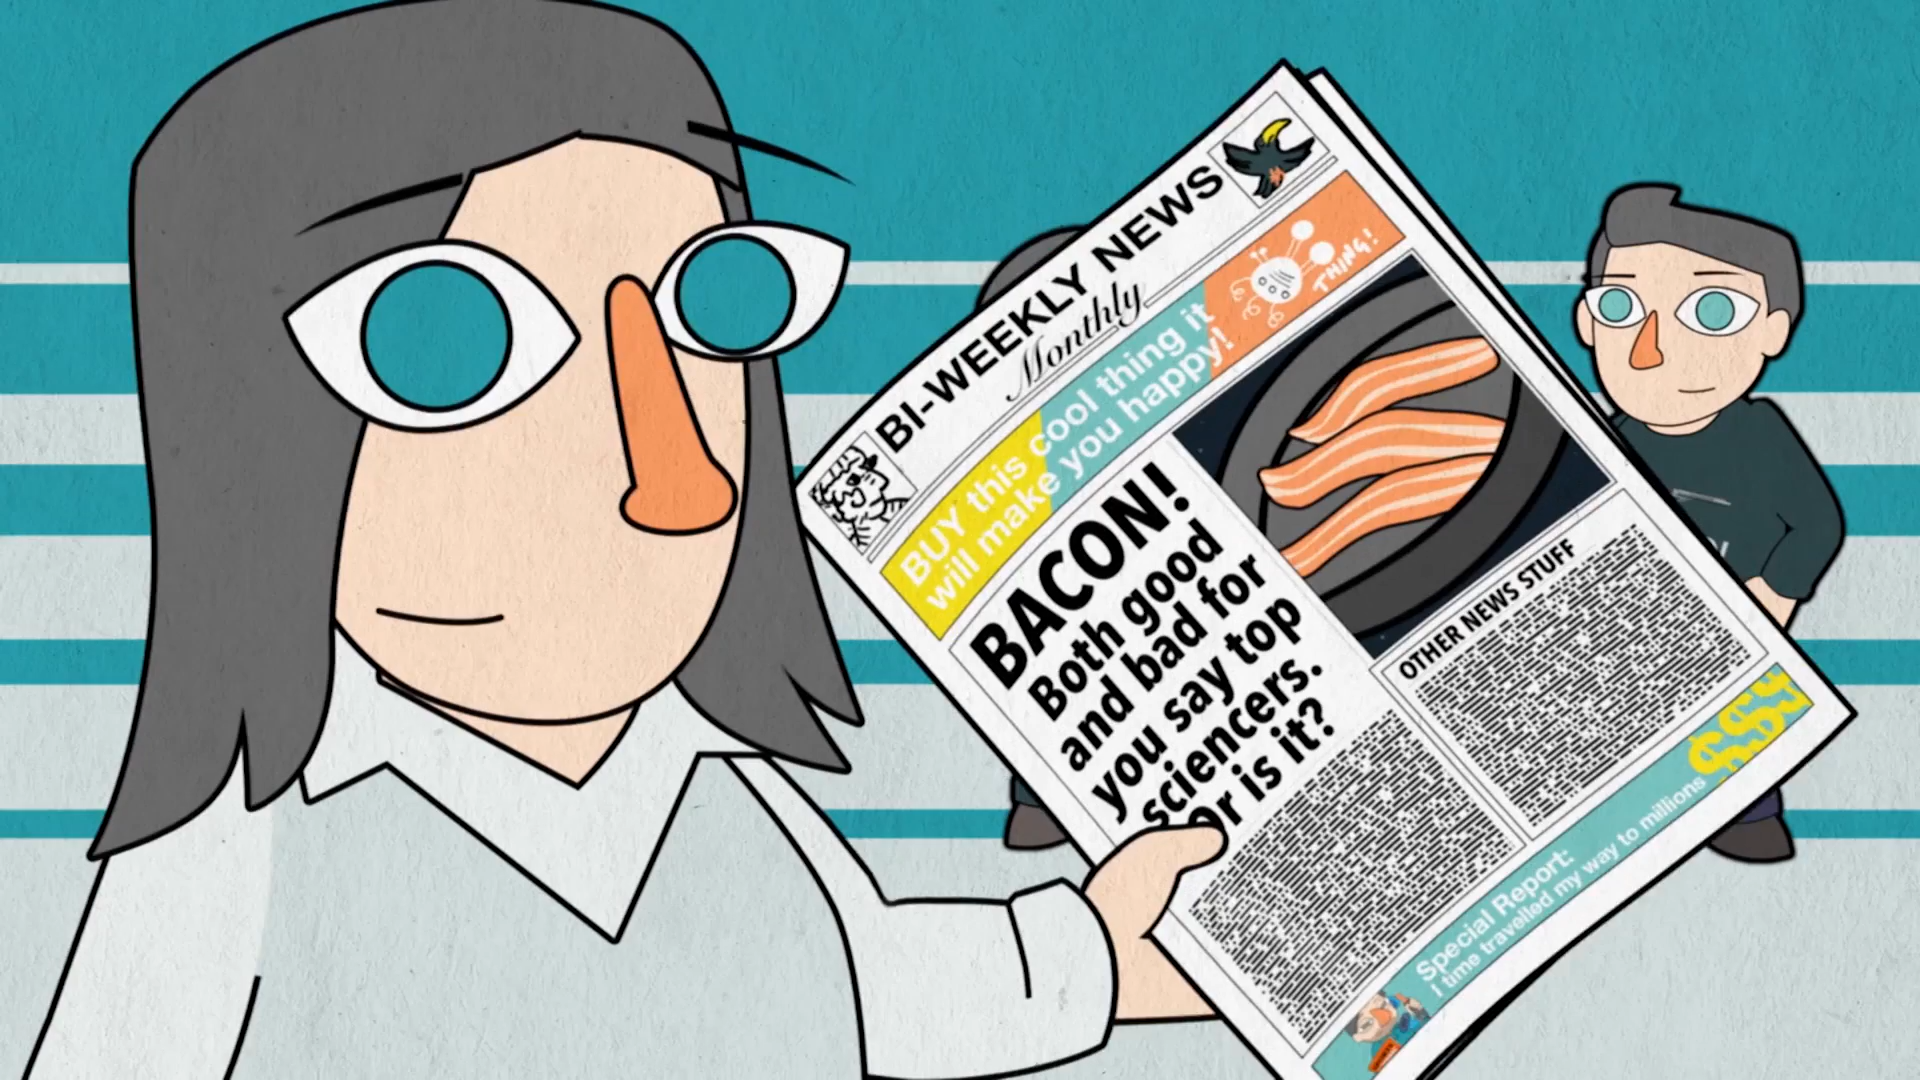 BI-WEEKLY NEWS
Monthly
BUY this cool thing it
will make you happy!
THING!
BACON!
Both good
and bad for
you say top
sciencers.
Or is it?
OTHER NEWS STUFF
Special Report:
I time travelled my way to millions
$$$